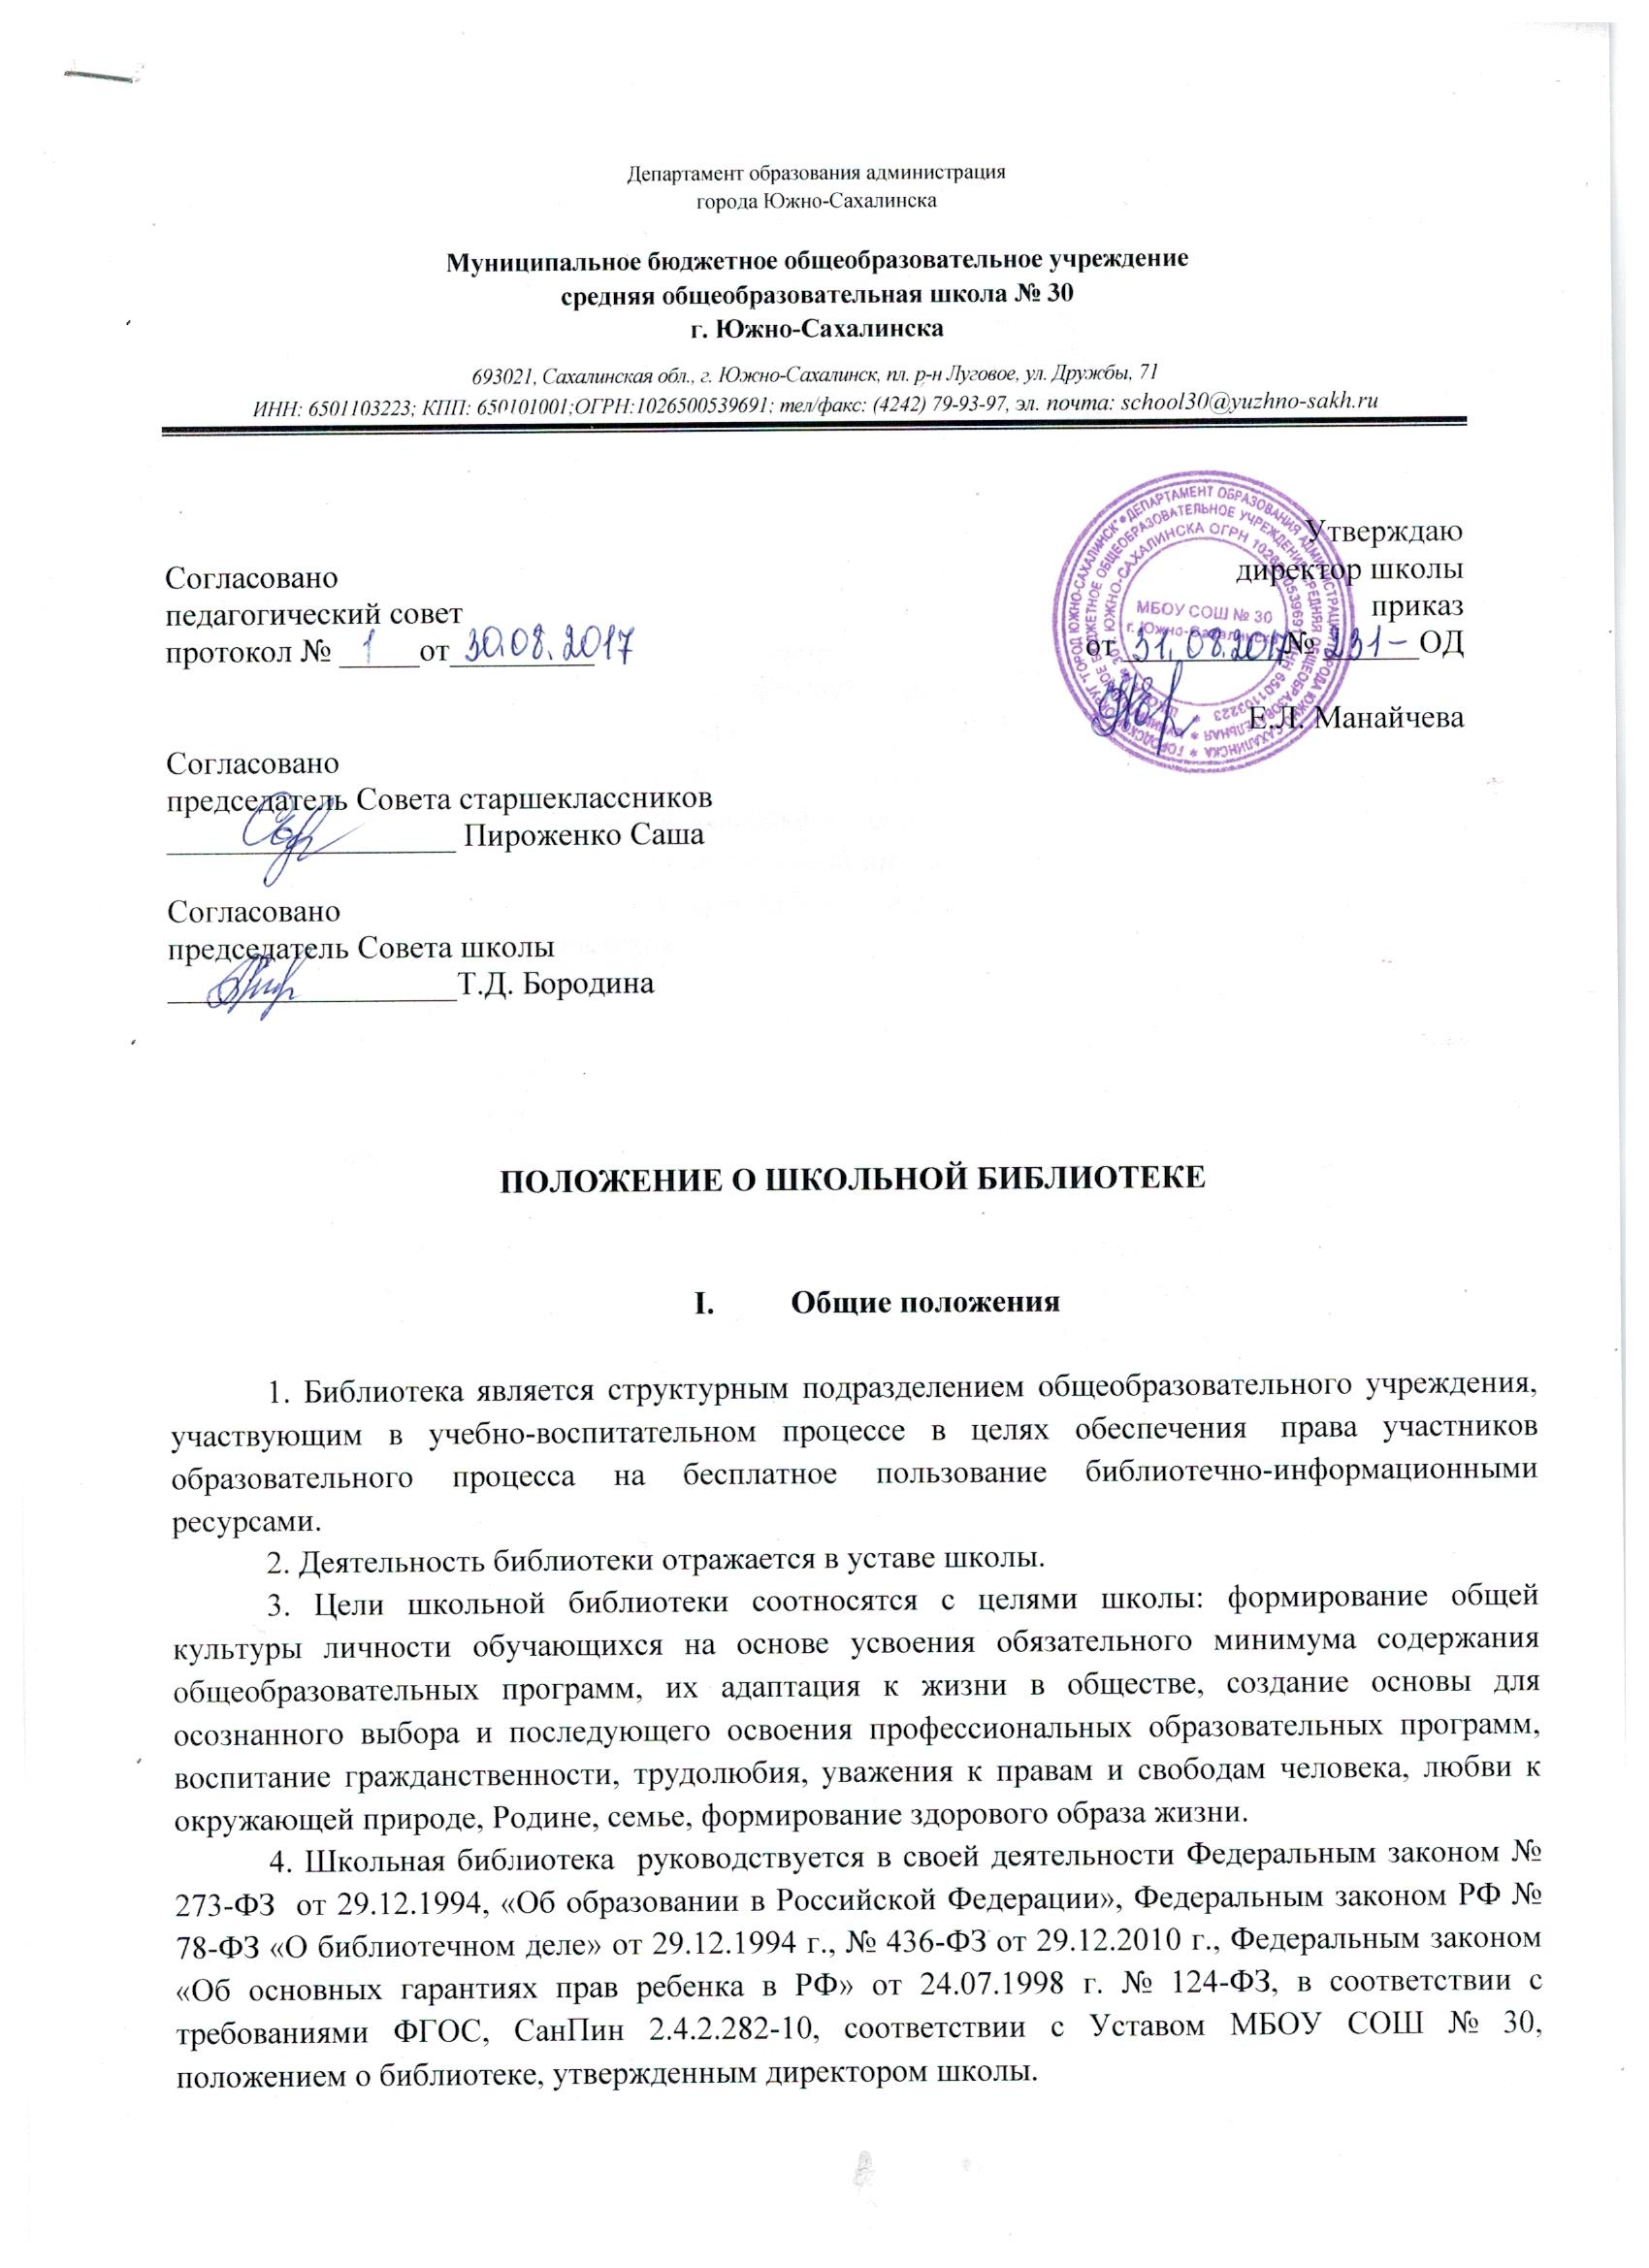 Департамент образования администрация
города Южно-Сахалинска
Муниципальное бюджетное общеобразовательное учреждение
средняя общеобразовательная школа № 30
г. Южно-Сахалинска
693021, Сахалинская обл., г. Южно-Сахалинск, пл. р-н Луговое, ул. Дружбы, 71
ИНН: 6501103223; КПП: 650101001;ОГРН:1026500539691; тел/факс: (4242) 79-93-97, эл. почта: school30@yuzhno-sakh.ru
Утверждаю
директор школы
приказ
от 31.08.2017 № 231-ОД
Е.Л. Манайчева
МБОУ СОШ № 30
г. Южно-Сахалинска
Согласовано
педагогический совет
протокол № 1 от 30.08.2017
Согласовано
председатель Совета старшеклассников
__________________ Пироженко Саша
Согласовано
председатель Совета школы
__________________Т.Д. Бородина
ПОЛОЖЕНИЕ О ШКОЛЬНОЙ БИБЛИОТЕКЕ
I. Общие положения
1. Библиотека является структурным подразделением общеобразовательного учреждения,
участвующим в учебно-воспитательном процессе в целях обеспечения права участников
образовательного процесса на бесплатное пользование библиотечно-информационными
ресурсами.
2. Деятельность библиотеки отражается в уставе школы.
3. Цели школьной библиотеки соотносятся с целями школы: формирование общей
культуры личности обучающихся на основе усвоения обязательного минимума содержания
общеобразовательных программ, их адаптация к жизни в обществе, создание основы для
осознанного выбора и последующего освоения профессиональных образовательных программ,
воспитание гражданственности, трудолюбия, уважения к правам и свободам человека, любви к
окружающей природе, Родине, семье, формирование здорового образа жизни.
4. Школьная библиотека руководствуется в своей деятельности Федеральным законом №
273-ФЗ от 29.12.1994, «Об образовании в Российской Федерации», Федеральным законом РФ №
78-ФЗ «О библиотечном деле» от 29.12.1994 г., № 436-ФЗ от 29.12.2010 г., Федеральным законом
«Об основных гарантиях прав ребенка в РФ» от 24.07.1998 г. № 124-ФЗ, в соответствии с
требованиями ФГОС, СанПин 2.4.2.282-10, соответствии с Уставом МБОУ СОШ № 30,
положением о библиотеке, утвержденным директором школы.